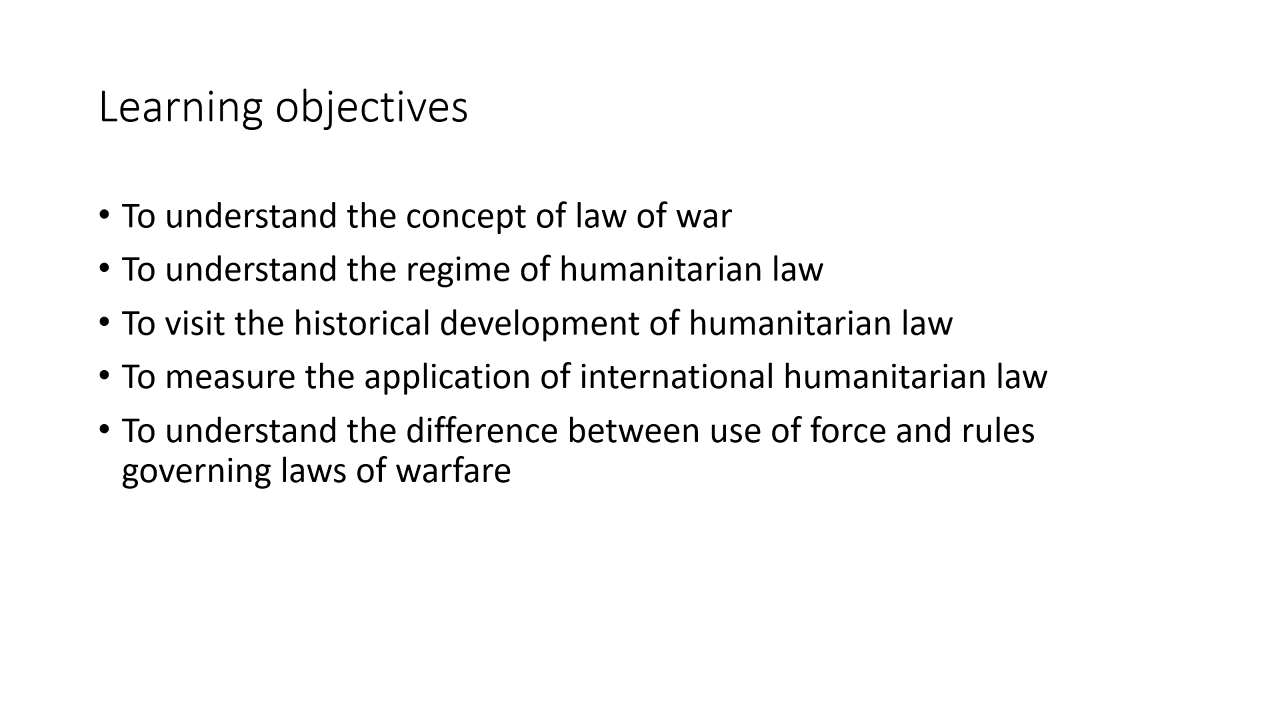 Learning objectives
• To understand the concept of law of war
• To understand the regime of humanitarian law
• To visit the historical development of humanitarian law
• To measure the application of international humanitarian law
• To understand the difference between use of force and rules
governing laws of warfare